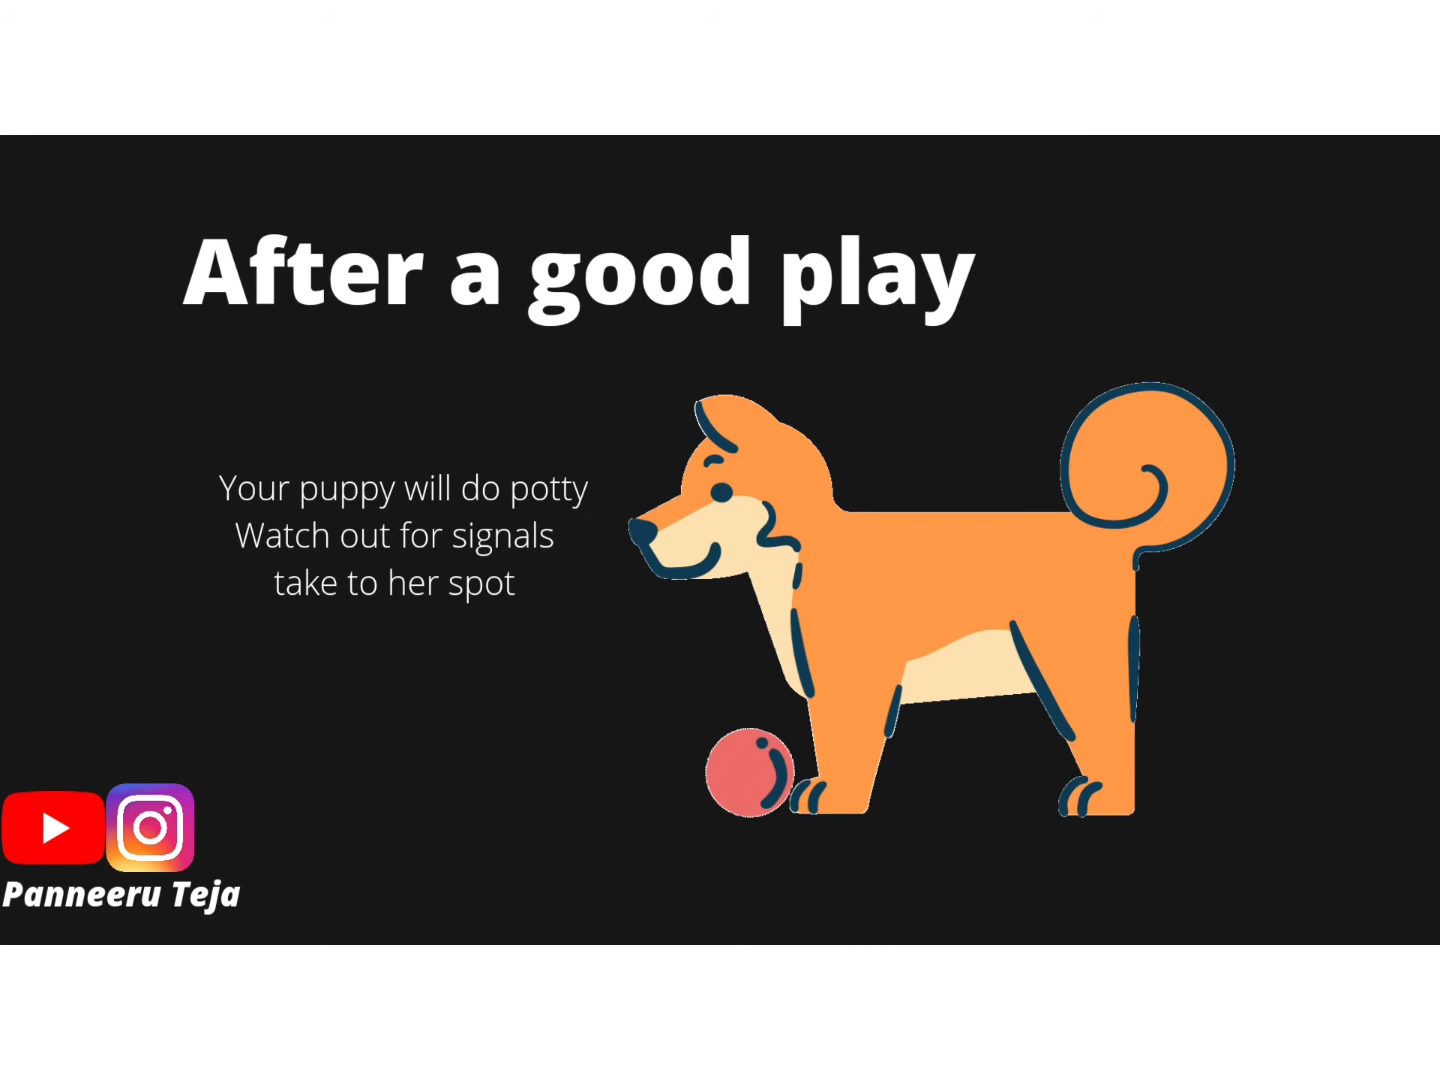 After a good play
Your puppy will do potty
Watch out for signals
take to her spot
Panneeru Teja